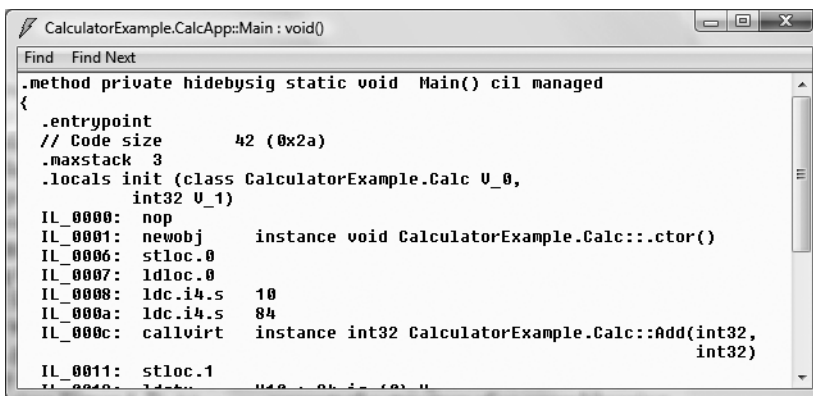 CalculatorExample.CalcApp::Main : void()
Find Find Next
.method private hidebysig static void  Main() cil managed
{
  .entrypoint
  // Code size       42 (0x2a)
  .maxstack  3
  .locals init (class CalculatorExample.Calc V_0,
           int32 V_1)
  IL_0000:  nop
  IL_0001:  newobj     instance void CalculatorExample.Calc::.ctor()
  IL_0006:  stloc.0
  IL_0007:  ldloc.0
  IL_0008:  ldc.i4.s   10
  IL_000a:  ldc.i4.s   84
  IL_000c:  callvirt   instance int32 CalculatorExample.Calc::Add(int32,
                                                                  int32)
  IL_0011:  stloc.1